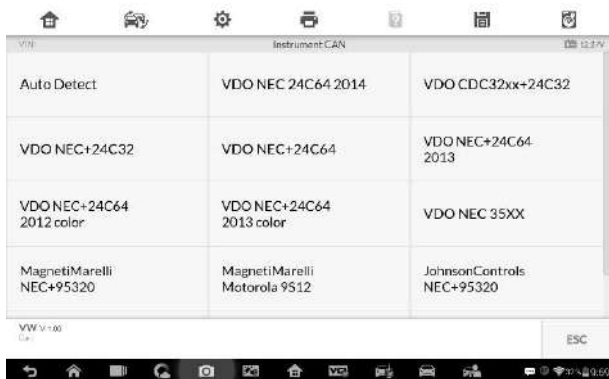 VIN
Instrument CAN
Auto Detect
VDO NEC 24C64 2014
VDO CDC32xx+24C32
VDO NEC+24C32
VDO NEC+24C64
VDO NEC+24C64
2013
VDO NEC+24C64
2012 color
VDO NEC+24C64
2013 color
VDO NEC 35XX
MagnetiMarelli
NEC+95320
MagnetiMarelli
Motorola 9S12
JohnsonControls
NEC+95320
VW
ESC
VCI